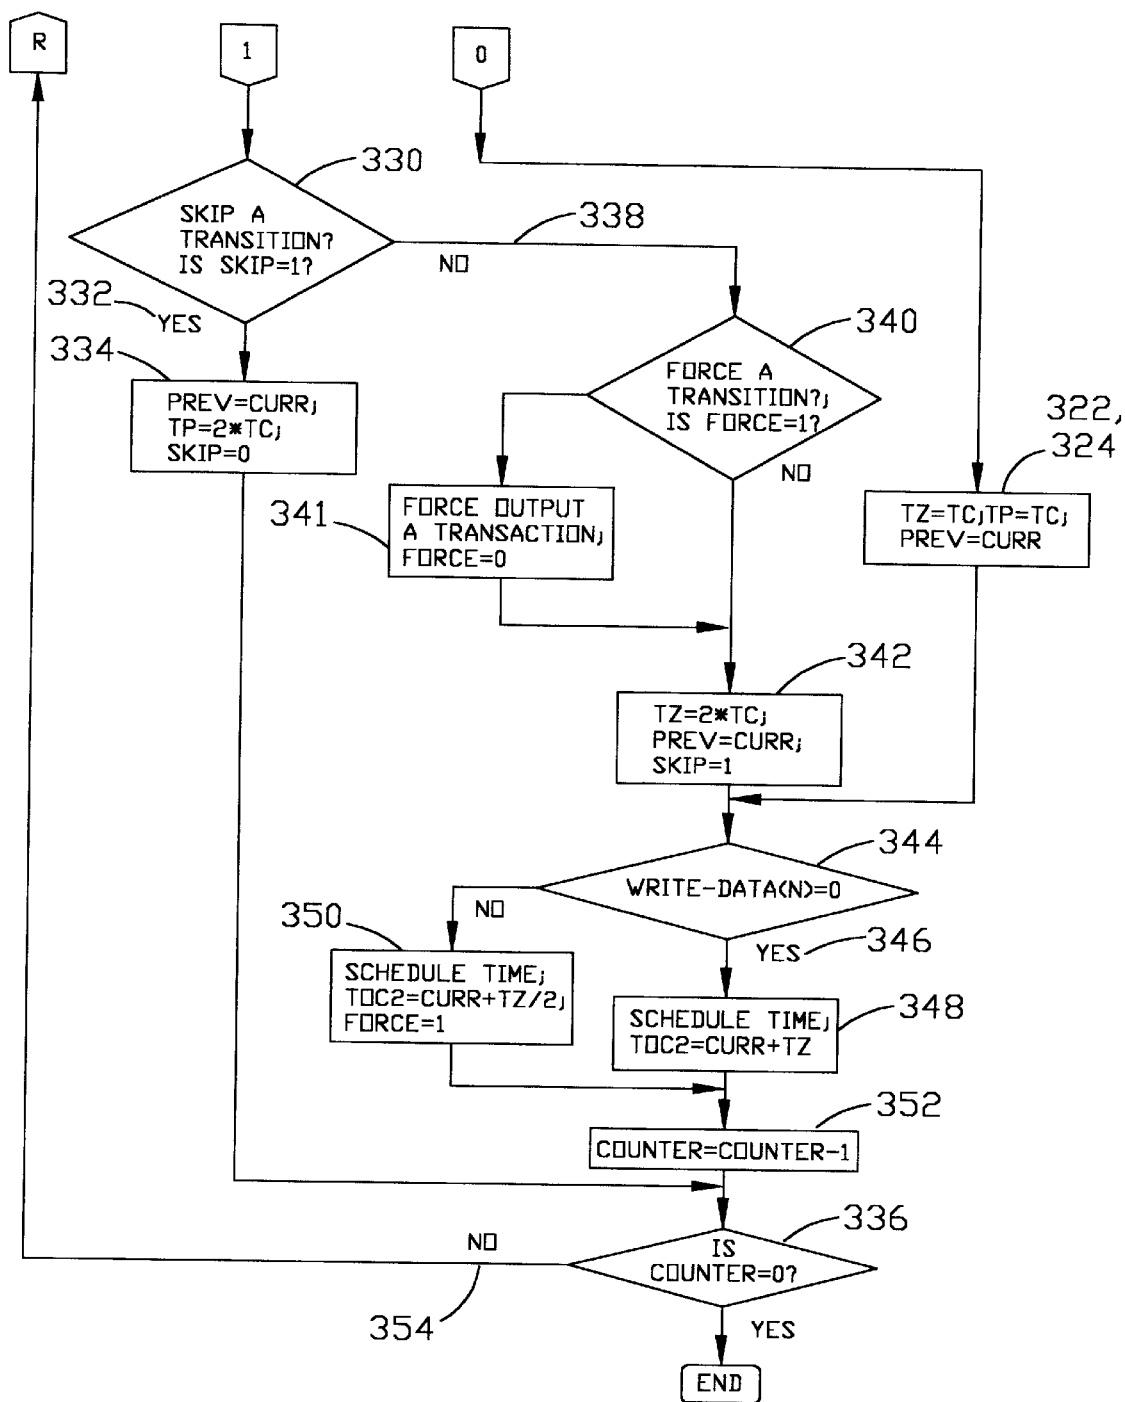 R
1
0
330
SKIP A
TRANSITION?
IS SKIP=1?
338
NO
332
YES
334
PREV=CURR;
TP=2*TC;
SKIP=0
340
FORCE A
TRANSITION?;
IS FORCE=1?
NO
322,
324
TZ=TC;TP=TC;
PREV=CURR
341
FORCE OUTPUT
A TRANSACTION;
FORCE=0
342
TZ=2*TC;
PREV=CURR;
SKIP=1
344
WRITE-DATA(N)=0
NO
YES
346
350
SCHEDULE TIME;
TOC2=CURR+TZ/2;
FORCE=1
348
SCHEDULE TIME;
TOC2=CURR+TZ
352
COUNTER=COUNTER-1
336
IS
COUNTER=0?
NO
354
YES
END